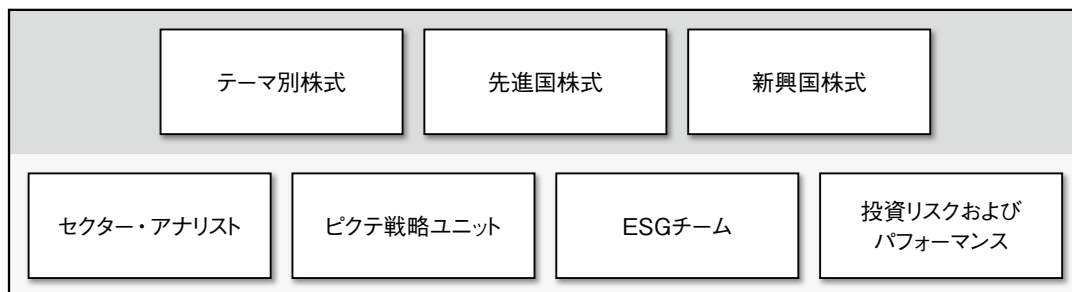 テーマ別株式
先進国株式
新興国株式
セクター・アナリスト
ピクテ戦略ユニット
ESGチーム
投資リスクおよび
パフォーマンス